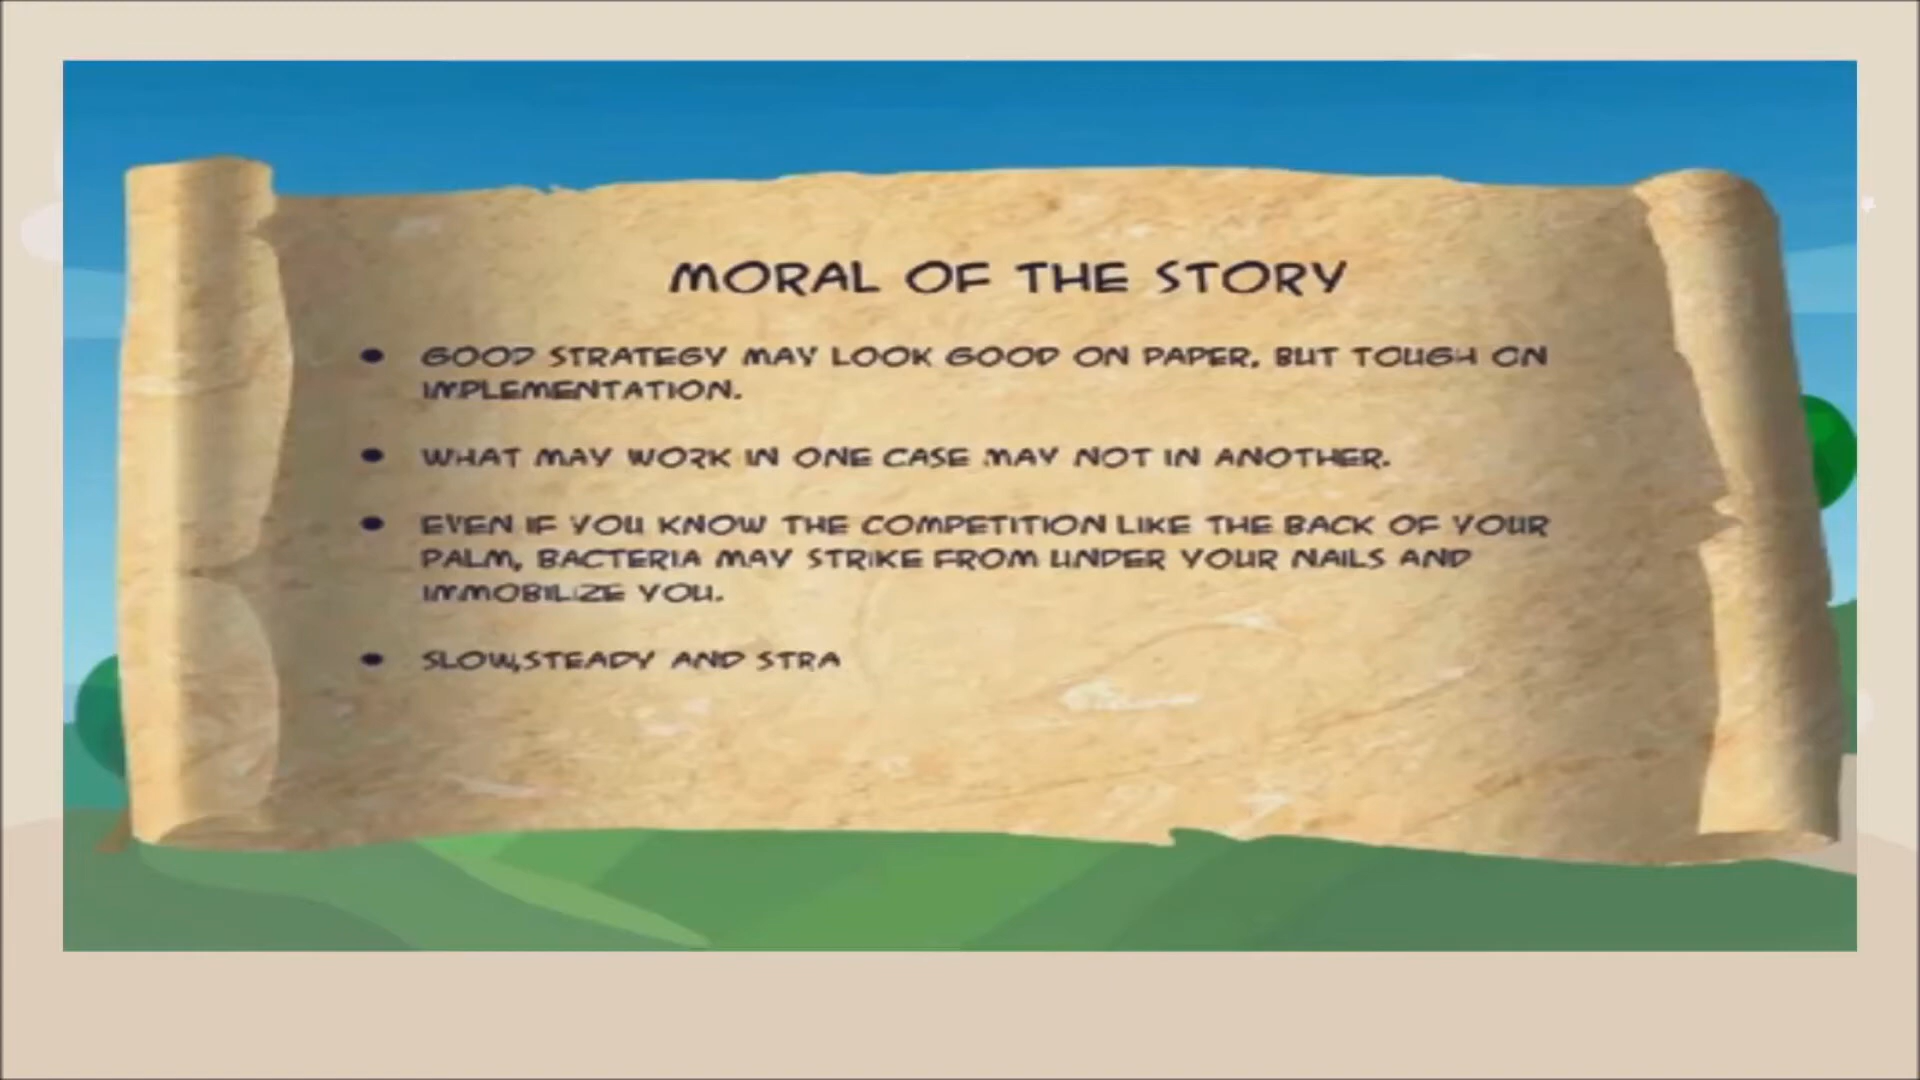 MORAL OF THE STORY
• GOOD STRATEGY MAY LOOK GOOD ON PAPER, BUT TOUGH ON
IMPLEMENTATION.
• WHAT MAY WORK IN ONE CASE MAY NOT IN ANOTHER.
• EVEN IF YOU KNOW THE COMPETITION LIKE THE BACK OF YOUR
PALM, BACTERIA MAY STRIKE FROM UNDER YOUR NAILS AND
IMMOBILIZE YOU.
• SLOW,STEADY AND STRA